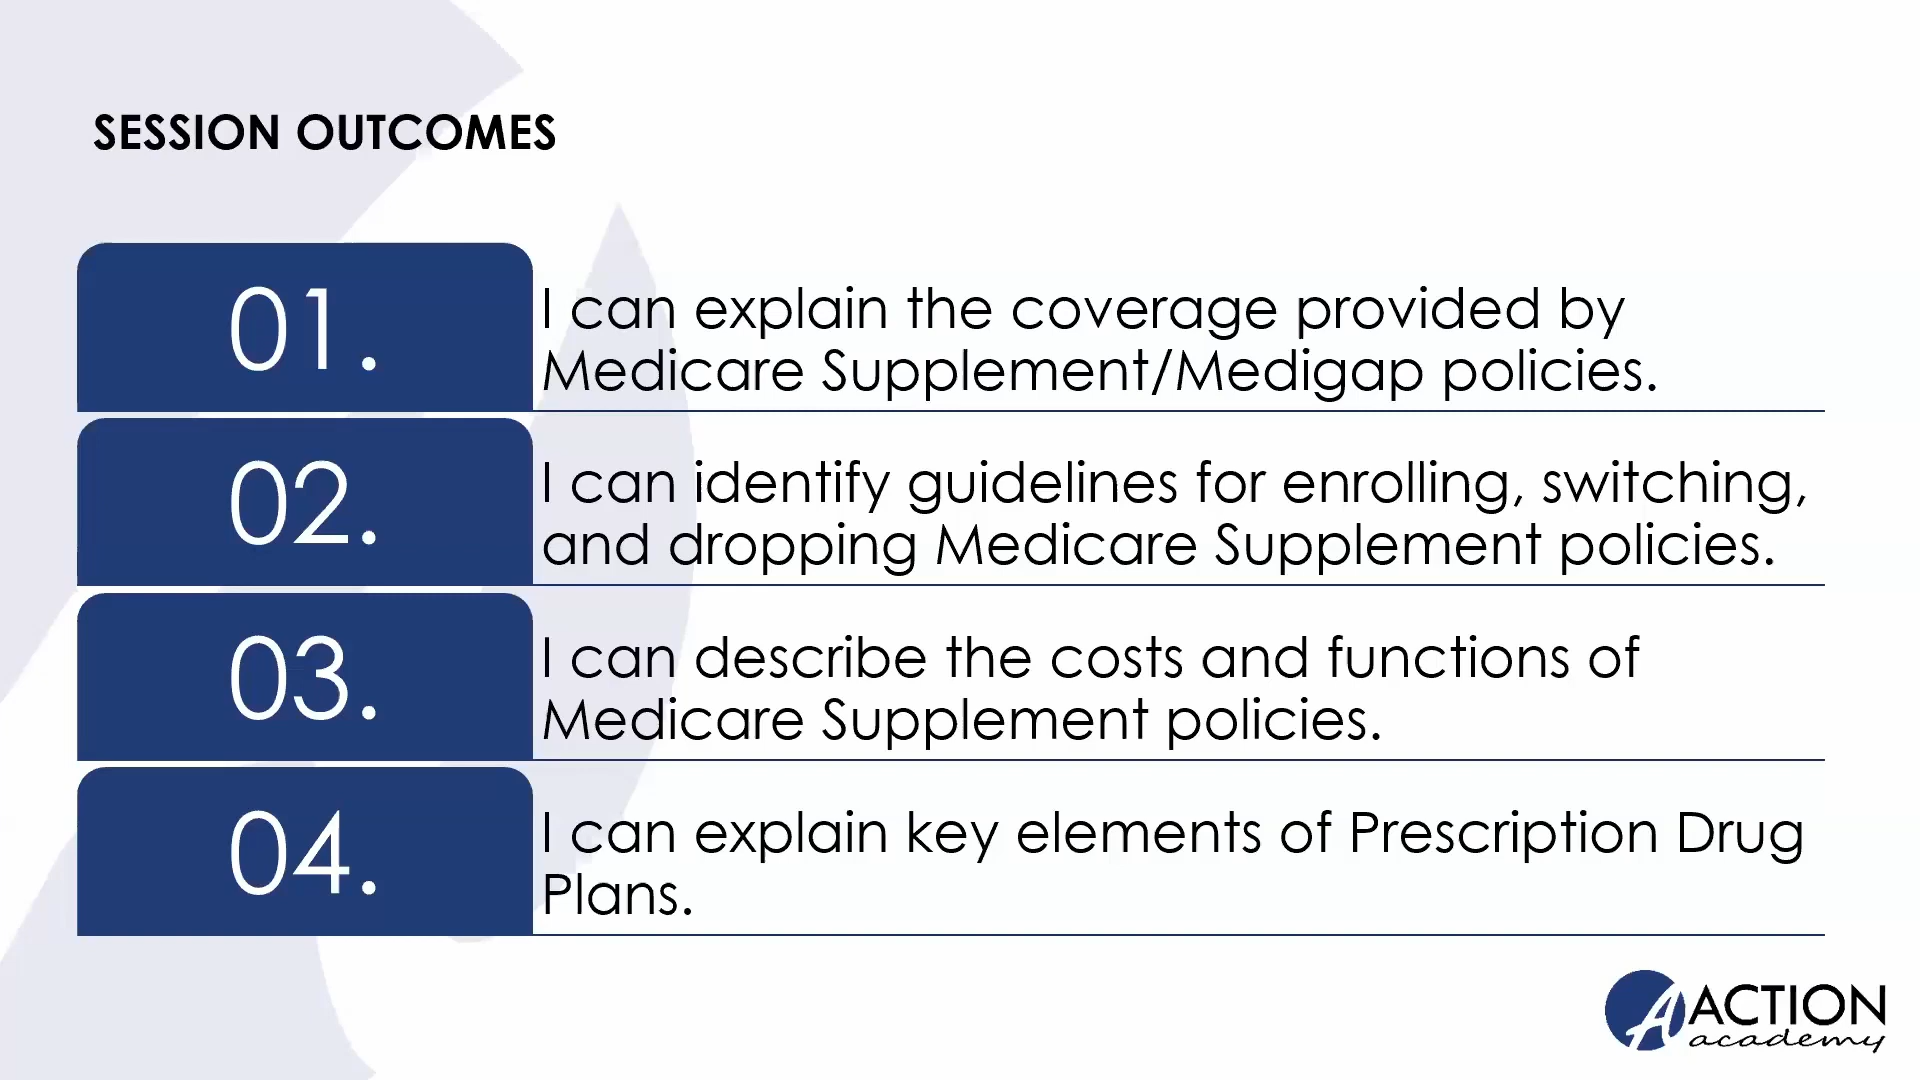 SESSION OUTCOMES
01.
I can explain the coverage provided by
Medicare Supplement/Medigap policies.
02.
I can identify guidelines for enrolling, switching,
and dropping Medicare Supplement policies.
03.
I can describe the costs and functions of
Medicare Supplement policies.
04.
I can explain key elements of Prescription Drug
Plans.
A ACTION
academy